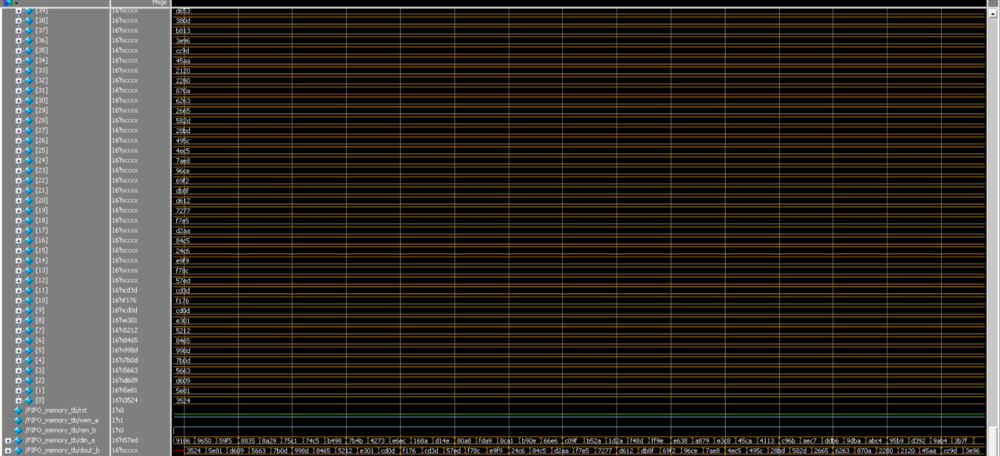 Msgs
[39] 16'hxxxx d653
[38] 16'hxxxx 380d
[37] 16'hxxxx b813
[36] 16'hxxxx 3e96
[35] 16'hxxxx cc9d
[34] 16'hxxxx 45aa
[33] 16'hxxxx 2120
[32] 16'hxxxx 2280
[31] 16'hxxxx 870a
[30] 16'hxxxx 6263
[29] 16'hxxxx 2665
[28] 16'hxxxx 582d
[27] 16'hxxxx 28bd
[26] 16'hxxxx 495c
[25] 16'hxxxx 4ec5
[24] 16'hxxxx 7ae8
[23] 16'hxxxx 96ce
[22] 16'hxxxx 69f2
[21] 16'hxxxx db8f
[20] 16'hxxxx d612
[19] 16'hxxxx 7277
[18] 16'hxxxx f7e5
[17] 16'hxxxx d2aa
[16] 16'hxxxx 84c5
[15] 16'hxxxx 24c6
[14] 16'hxxxx e9f9
[13] 16'hxxxx f78c
[12] 16'hxxxx 57ed
[11] 16'hcd3d cd3d
[10] 16'hf176 f176
[9] 16'hcd0d cd0d
[8] 16'he301 e301
[7] 16'h5212 5212
[6] 16'h8465 8465
[5] 16'h998d 998d
[4] 16'h7b0d 7b0d
[3] 16'h5663 5663
[2] 16'hd609 d609
[1] 16'h5e81 5e81
[0] 16'h3524 3524
/FIFO_memory_tb/rst 1'h0
/FIFO_memory_tb/wen_a 1'h1
/FIFO_memory_tb/ren_b 1'h0
/FIFO_memory_tb/din_a 16'h57ed 9186 9650 59f5 8835 8a29 75c1 74c5 b498 7b4b 4273 e6ec 168a d14e 80a8 fda9 8ca1 b90e 66e6 c09f b52a 1d2a f48d ff9e e638 a879 e3c8 45ca 4113 c96b aec7 ddb6 9dba abc4 95b9 d392 9ab4 3b7f
/FIFO_memory_tb/dout_b 16'hxxxx 3524 5e81 d609 5663 7b0d 998d 8465 5212 e301 cd0d f176 cd3d 57ed f78c e9f9 24c6 84c5 d2aa f7e5 7277 d612 db8f 69f2 96ce 7ae8 4ec5 495c 28bd 582d 2665 6263 870a 2280 2120 45aa cc9d 3e96